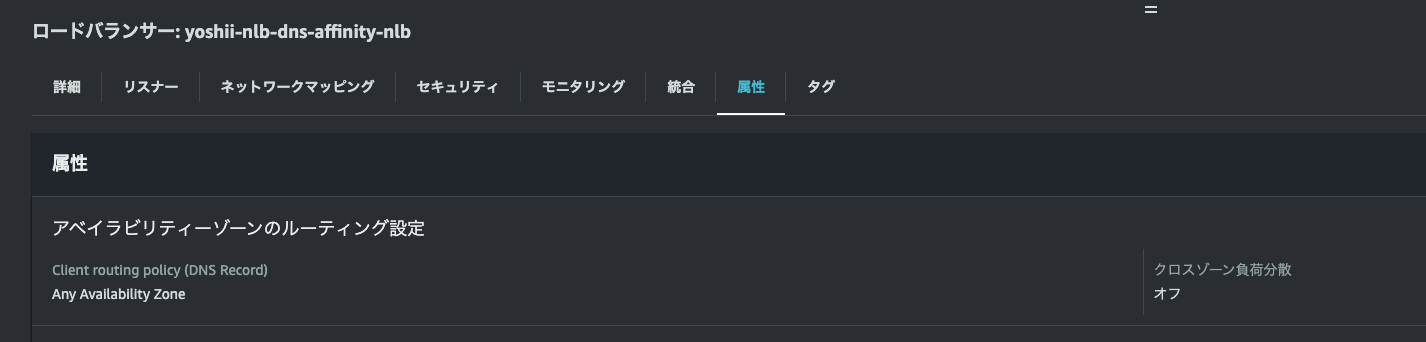 ロードバランサー: yoshii-nlb-dns-affinity-nlb
詳細 リスナー ネットワークマッピング セキュリティ モニタリング 統合 属性 タグ
属性
アベイラビリティーゾーンのルーティング設定
Client routing policy (DNS Record) クロスゾーン負荷分散
Any Availability Zone オフ